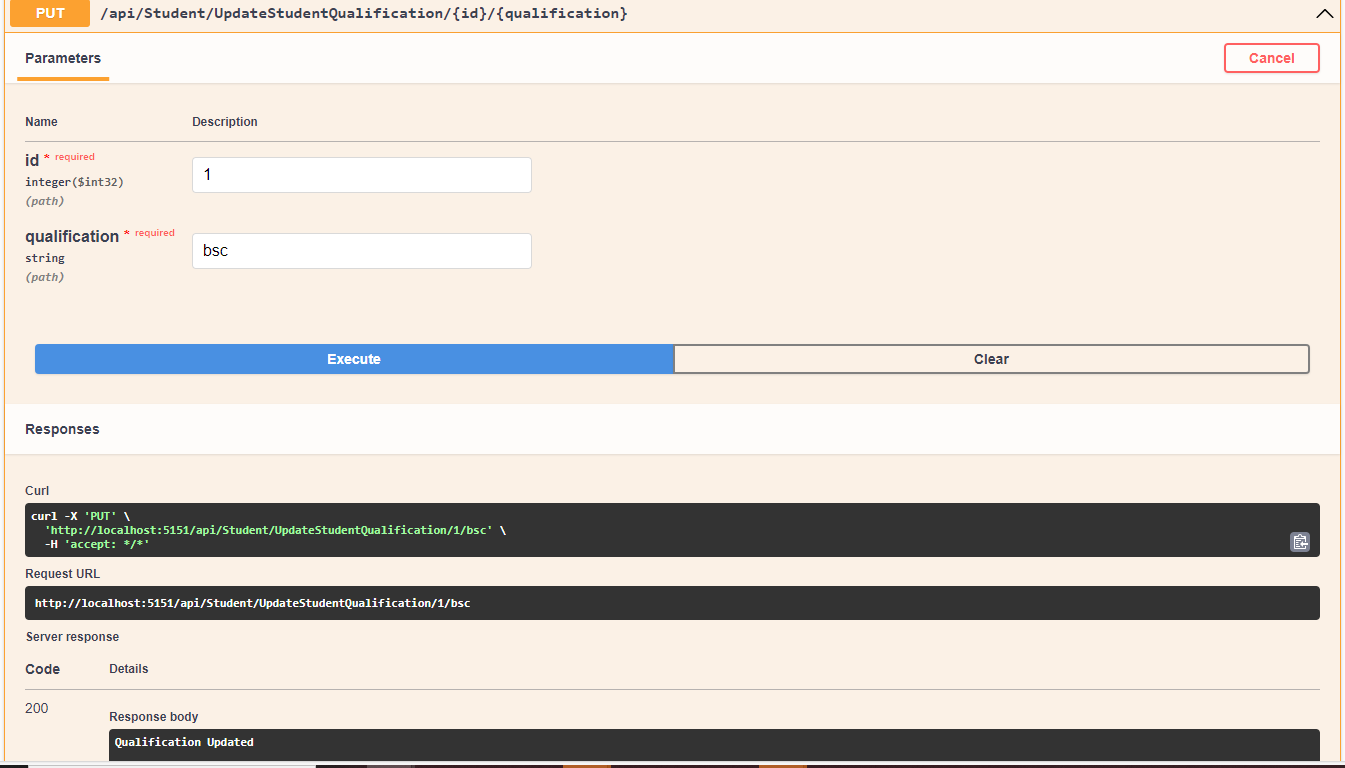 PUT /api/Student/UpdateStudentQualification/{id}/{qualification}
Parameters
Cancel
Name Description
id * required
integer($int32)
(path)
1
qualification * required
string
(path)
bsc
Execute Clear
Responses
Curl
curl -X 'PUT' \
'http://localhost:5151/api/Student/UpdateStudentQualification/1/bsc' \
-H 'accept: */*'
Request URL
http://localhost:5151/api/Student/UpdateStudentQualification/1/bsc
Server response
Code Details
200
Response body
Qualification Updated